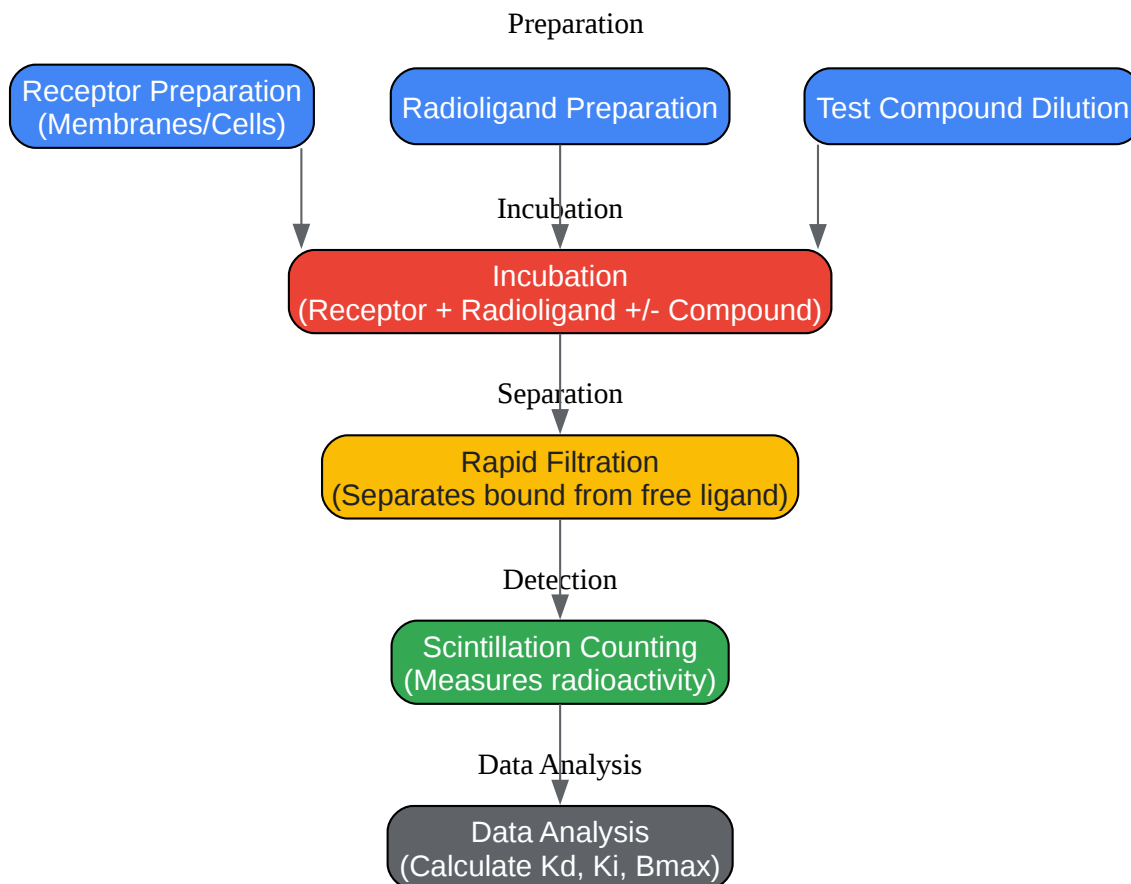 Preparation
Receptor Preparation
(Membranes/Cells)
Radioligand Preparation
Test Compound Dilution
Incubation
Incubation
(Receptor + Radioligand +/- Compound)
Separation
Rapid Filtration
(Separates bound from free ligand)
Detection
Scintillation Counting
(Measures radioactivity)
Data Analysis
Data Analysis
(Calculate Kd, Ki, Bmax)